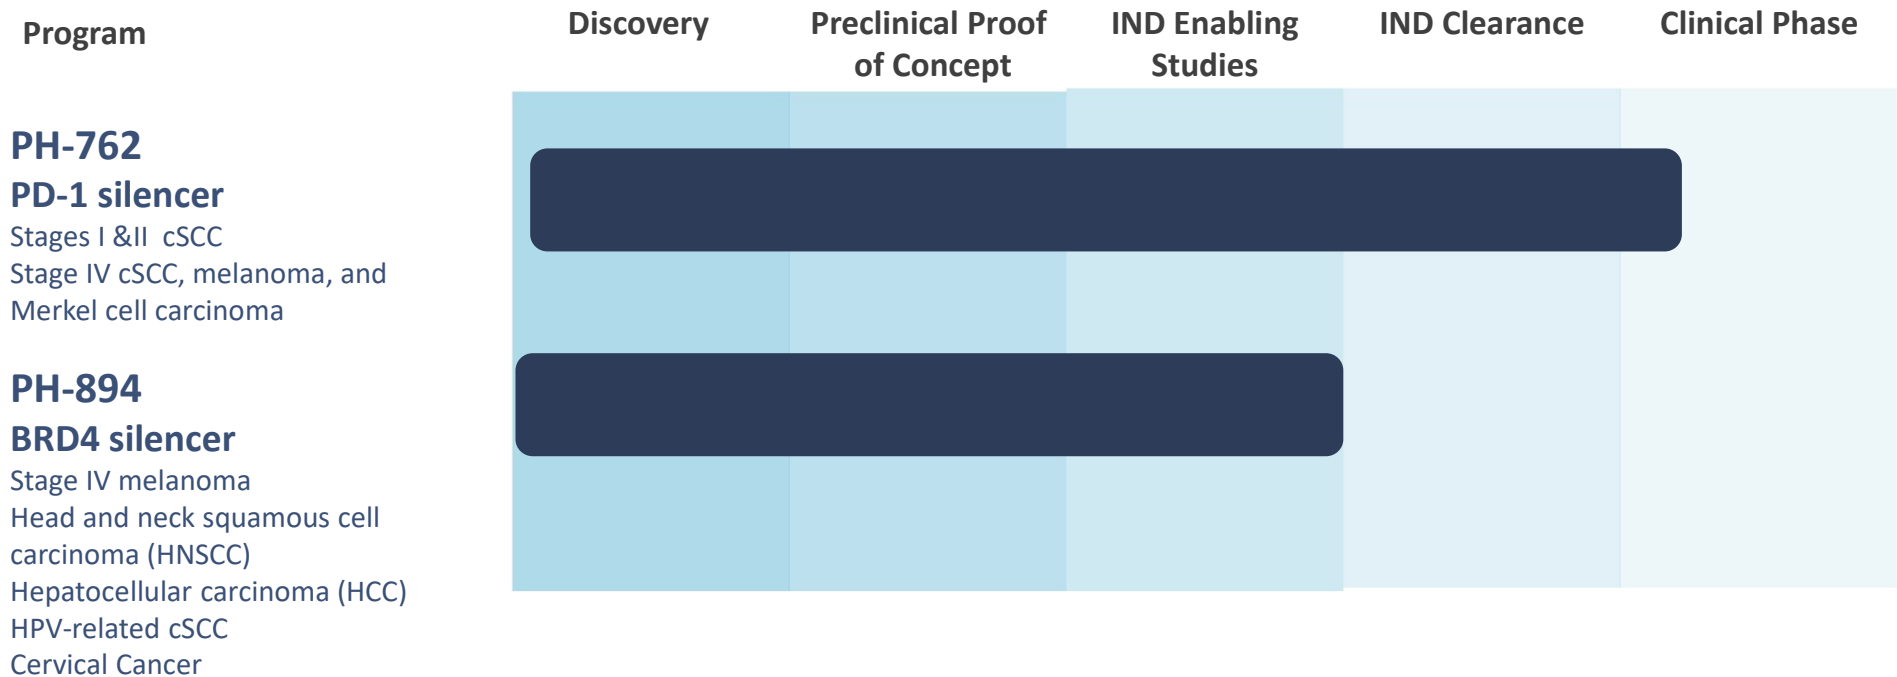 Program
Discovery
Preclinical Proof
of Concept
IND Enabling
Studies
IND Clearance
Clinical Phase
PH-762
PD-1 silencer
Stages I &II  cSCC
Stage IV cSCC, melanoma, and
Merkel cell carcinoma
PH-894
BRD4 silencer
Stage IV melanoma
Head and neck squamous cell
carcinoma (HNSCC)
Hepatocellular carcinoma (HCC)
HPV-related cSCC
Cervical Cancer